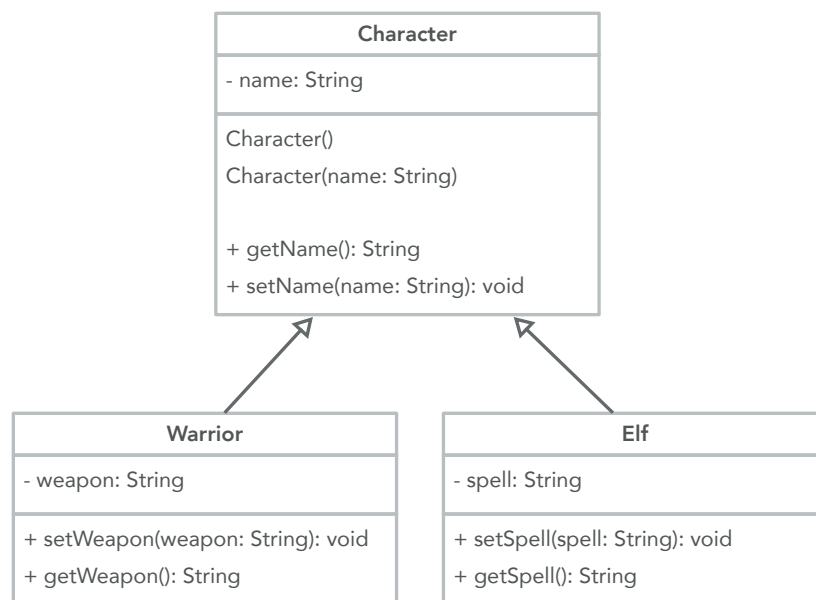 Character
- name: String
Character()
Character(name: String)
+ getName(): String
+ setName(name: String): void
Warrior
- weapon: String
+ setWeapon(weapon: String): void
+ getWeapon(): String
Elf
- spell: String
+ setSpell(spell: String): void
+ getSpell(): String